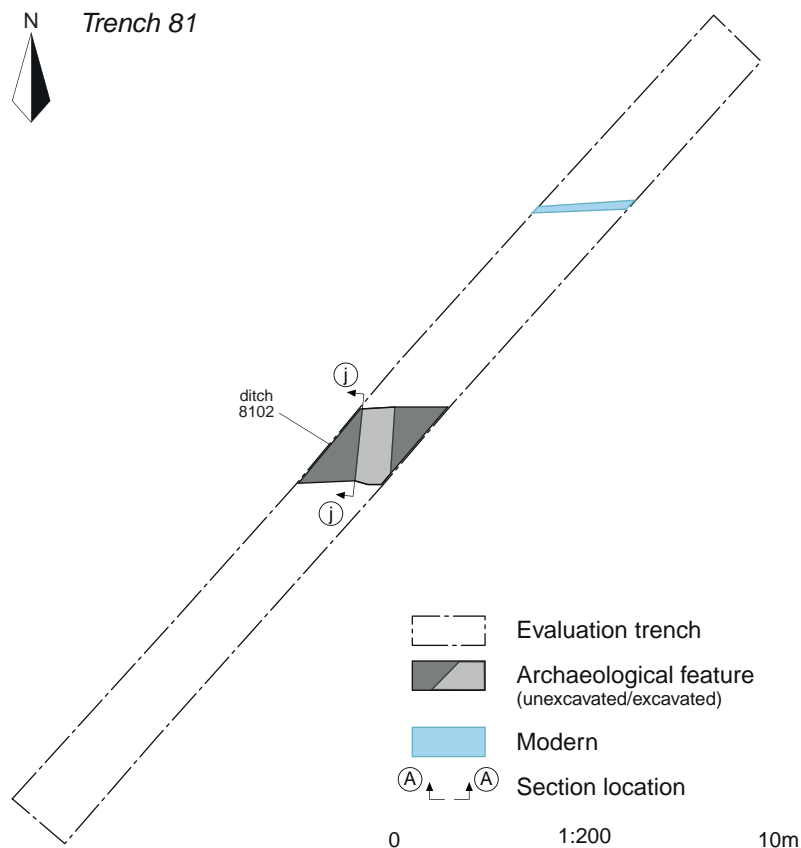 N
Trench 81
j
ditch
8102
j
Evaluation trench
Archaeological feature
(unexcavated/excavated)
Modern
A A
Section location
0 1:200 10m